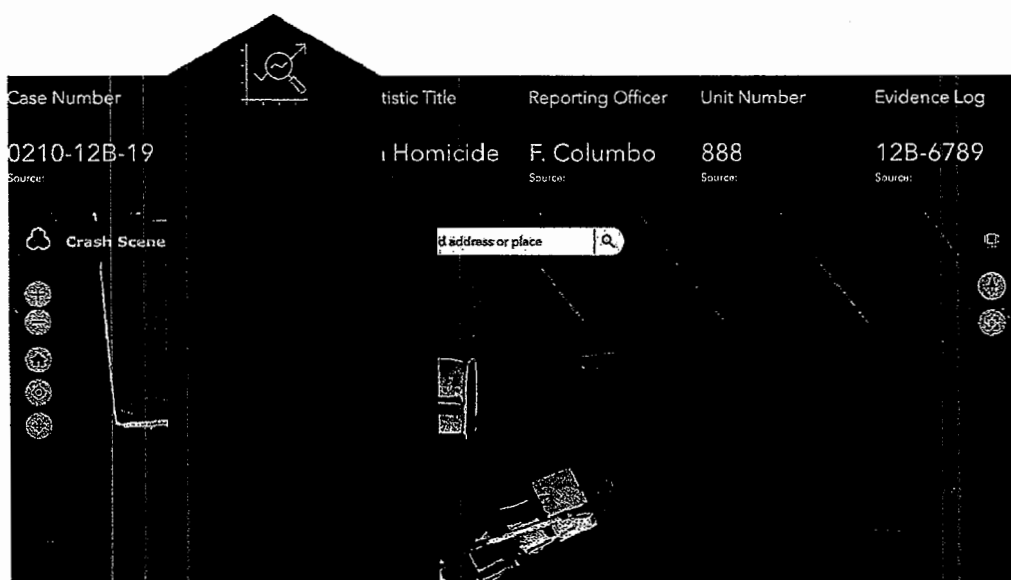 Case Number
tistic Title
Reporting Officer
Unit Number
Evidence Log
0210-12B-19
Homicide
F. Columbo
888
12B-6789
Source:
Source:
Source:
Source:
Crash Scene
d address or place